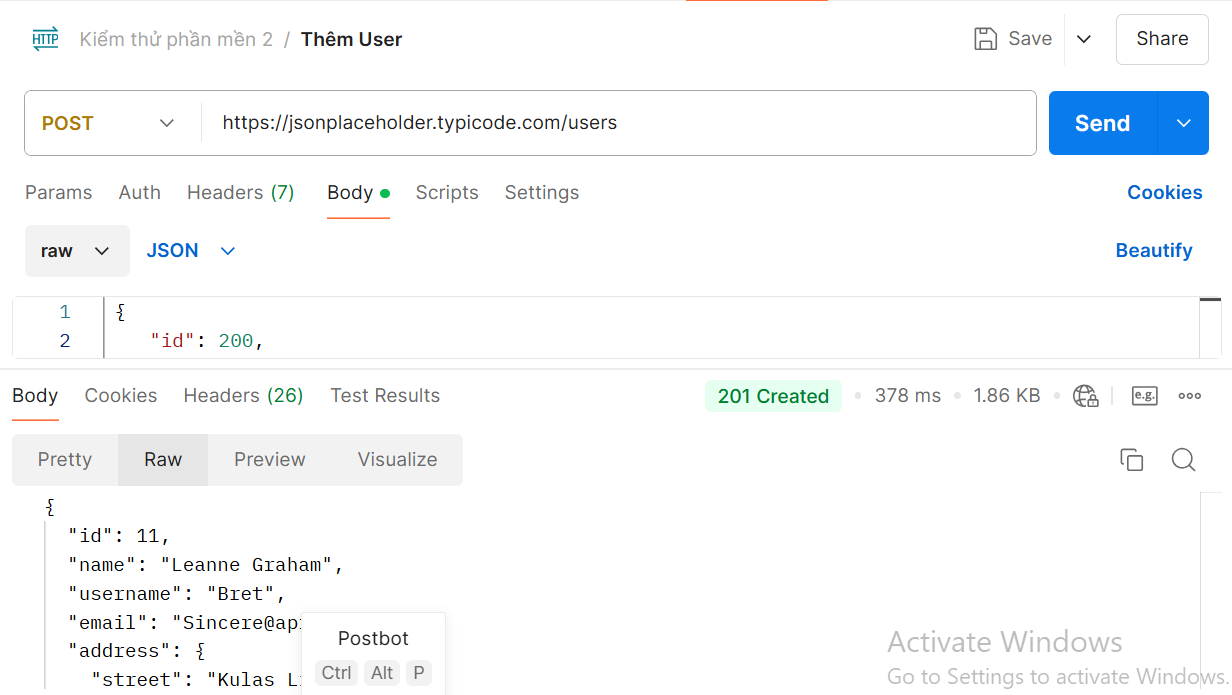 HTTP Kiểm thử phần mền 2 / Thêm User Save Share
POST https://jsonplaceholder.typicode.com/users Send
Params Auth Headers (7) Body Scripts Settings Cookies
raw JSON Beautify
1 {
2 "id": 200,
Body Cookies Headers (26) Test Results 201 Created 378 ms 1.86 KB e.g.
Pretty Raw Preview Visualize
{
"id": 11,
"name": "Leanne Graham",
"username": "Bret",
"email": "Sincere@api
"address": {
"street": "Kulas
Postbot
Ctrl Alt P
Activate Windows
Go to Settings to activate Windows.